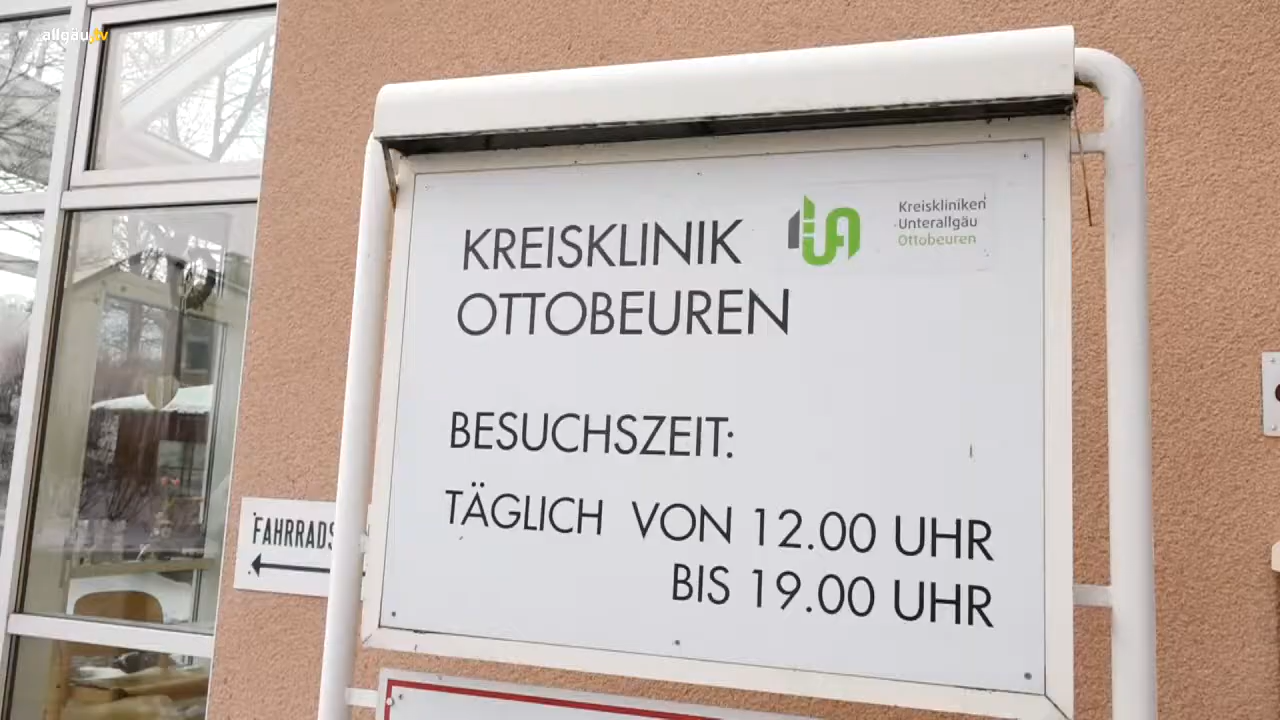 allgäu.tv
KREISKLINIK
OTTOBEUREN
Kreiskliniken
Unterallgäu
Ottobeuren
BESUCHSZEIT:
TÄGLICH VON 12.00 UHR
BIS 19.00 UHR
FAHRRADS